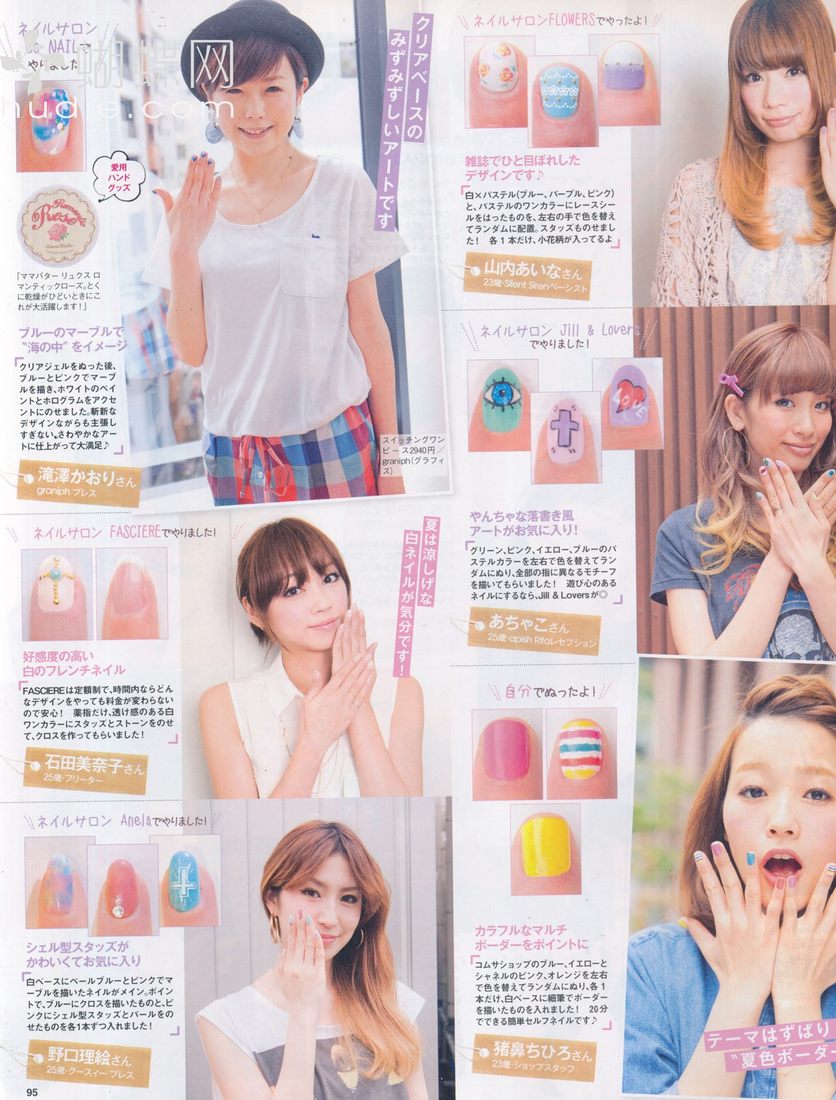 ネイルサロン
NAILで
やりました!
蝴蝶网
hudie.com
愛用
ハンド
グッズ
Romantic
Rose
「ママバター リュクス ロ
マンティックローズ。とく
に乾燥がひどいときにこ
れが大活躍します!」
ブルーのマーブルで
“海の中”をイメージ
「クリアジェルをぬった後、
ブルーとピンクでマーブ
ルを描き、ホワイトのペイ
ントとホログラムをアクセ
ントにのせました。斬新な
デザインながらも主張し
すぎない、さわやかなアー
トに仕上がって大満足♪」
滝澤かおりさん
graniph プレス
クリアベースの
みずみずしいアートです
スイッチングワン
ピース2940円/
graniph(グラフィ
ス)
ネイルサロンFLOWERSでやったよ!
雑誌でひと目ぼれした
デザインです♪
「白×パステル(ブルー、パープル、ピンク)
と、パステルのワンカラーにレースシー
ルをはったものを、左右の手で色を替え
てランダムに配置。スタッズものせまし
た! 各1本だけ、小花柄が入ってるよ」
山内あいなさん
23歳・Silent Sirenベーシスト
ネイルサロン Jill & Lovers
でやりました!
LOVE
やんちゃな落書き風
アートがお気に入り!
「グリーン、ピンク、イエロー、ブルーのパ
ステルカラーを左右で色を替えてラン
ダムにぬり、全部の指に異なるモチーフ
を描いてもらいました! 遊び心のある
ネイルにするなら、Jill & Loversが◎」
あちゃこさん
25歳・apish Ritaレセプション
ネイルサロン FASCIEREでやりました!
好感度の高い
白のフレンチネイル
「FASCIEREは定額制で、時間内ならどん
なデザインをやっても料金が変わらない
ので安心! 薬指だけ、透け感のある白
ワンカラーにスタッズとストーンをのせ
て、クロスを作ってもらいました!」
石田美奈子さん
25歳・フリーター
夏は涼しげな
白ネイルが気分です!
自分でぬったよ!
カラフルなマルチ
ボーダーをポイントに
「コムサショップのブルー、イエローと
シャネルのピンク、オレンジを左右
で色を替えてランダムにぬり、各1
本だけ、白ベースに細筆でボーダー
を描いたものを入れました! 20分
でできる簡単セルフネイルです♪」
猪鼻ちひろさん
23歳・ショップスタッフ
テーマはずばり
“夏色ボーダー
ネイルサロン Anelaでやりました!
シェル型スタッズが
かわいくてお気に入り
「白ベースにペールブルーとピンクでマ
ーブルを描いたネイルがメイン。ポイン
トで、ブルーにクロスを描いたものと、ピ
ンクにシェル型スタッズとパールをの
せたものを各1本ずつ入れました!」
野口理絵さん
25歳・グースィー プレス
95